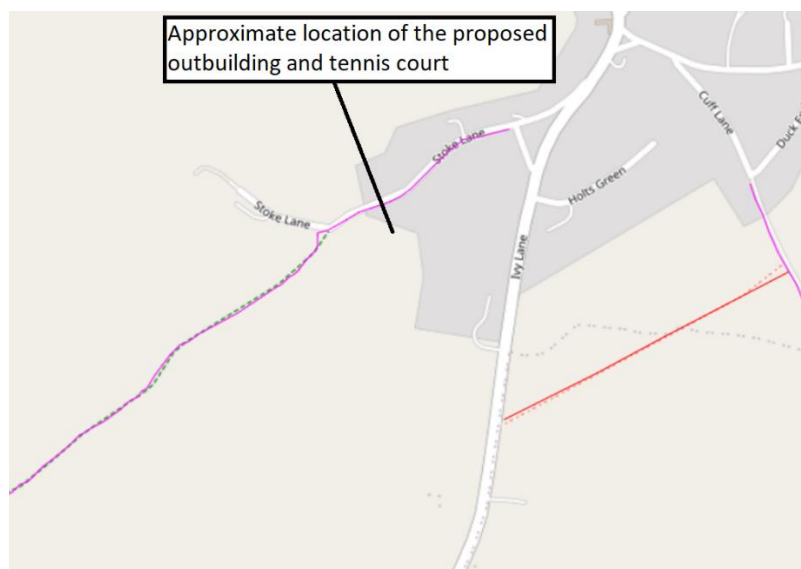 Approximate location of the proposed
outbuilding and tennis court
Stoke Lane
Cuff Lane
Duck E
Holts Green
Stoke Lane
Ivy Lane